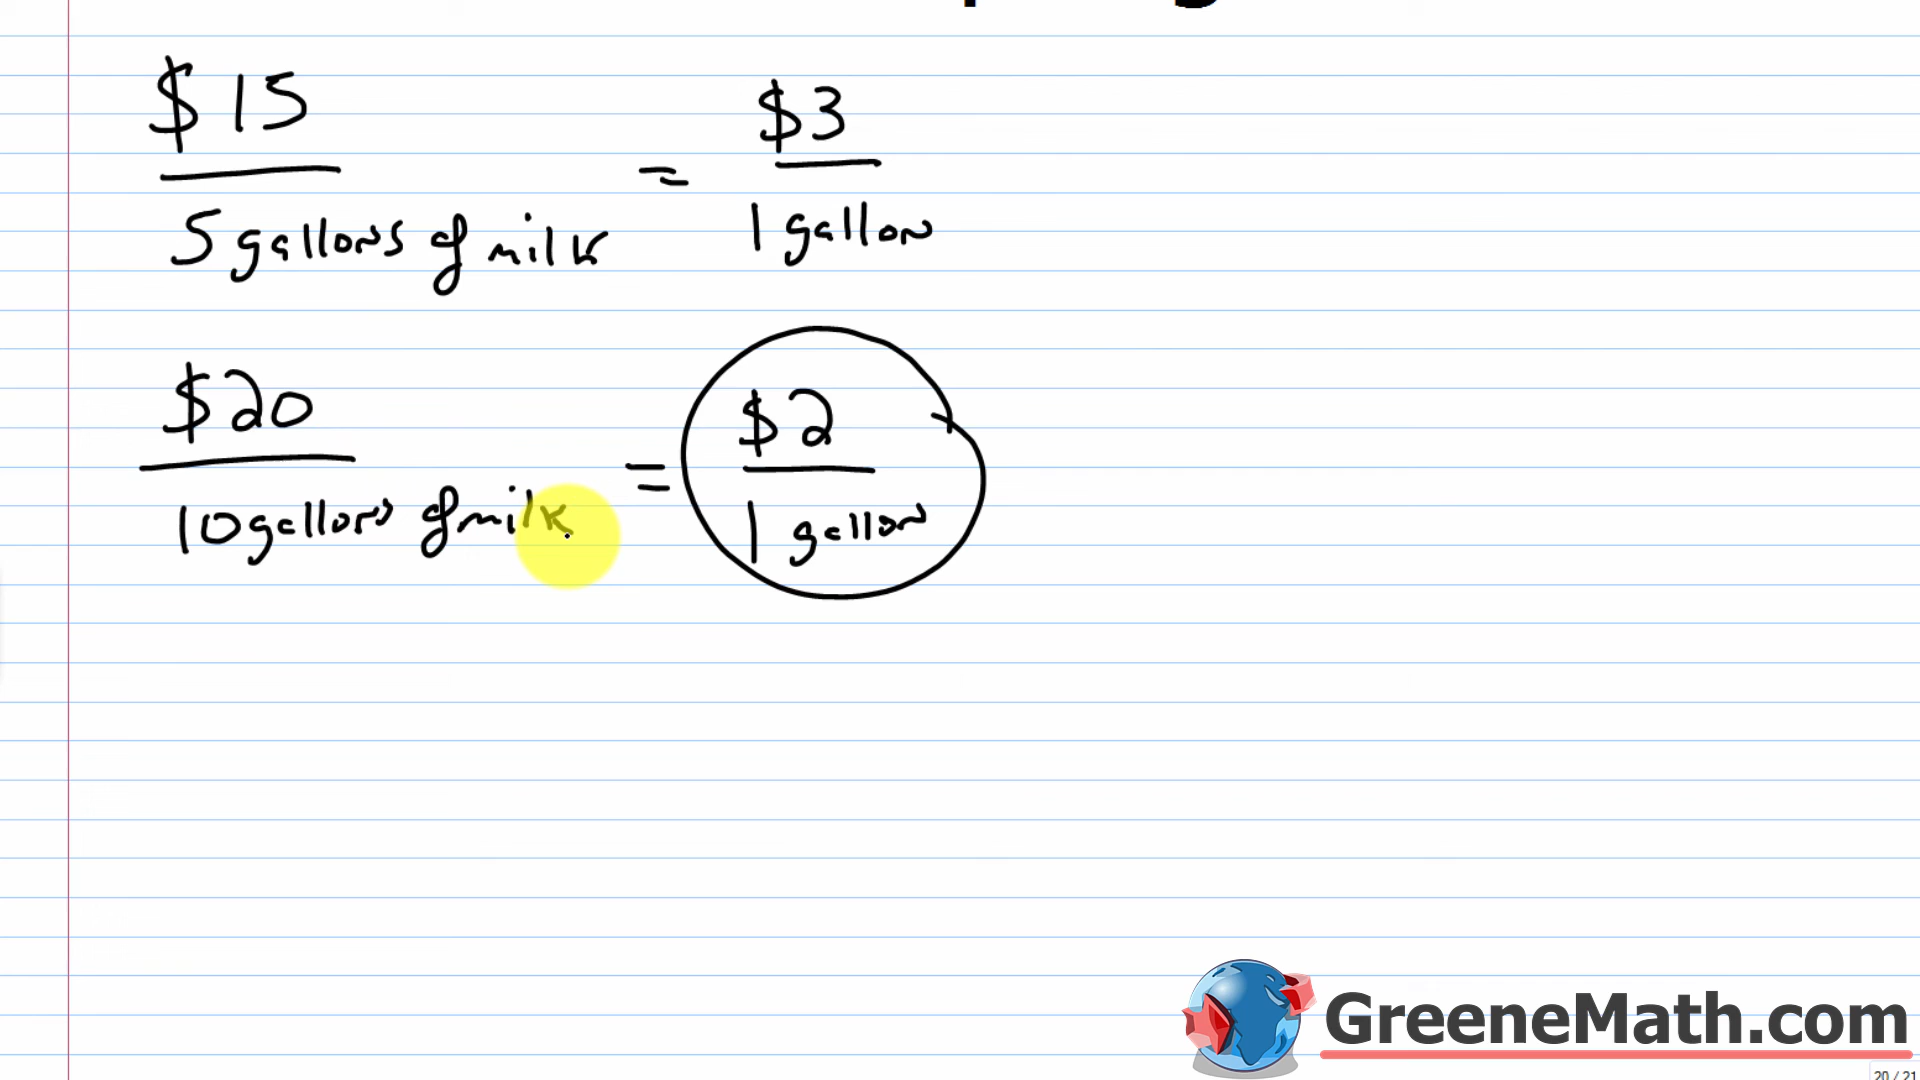 $15 = $3
5 gallons of milk 1 gallon
$20 = $2
10 gallons of milk 1 gallon
GreeneMath.com
20 / 21